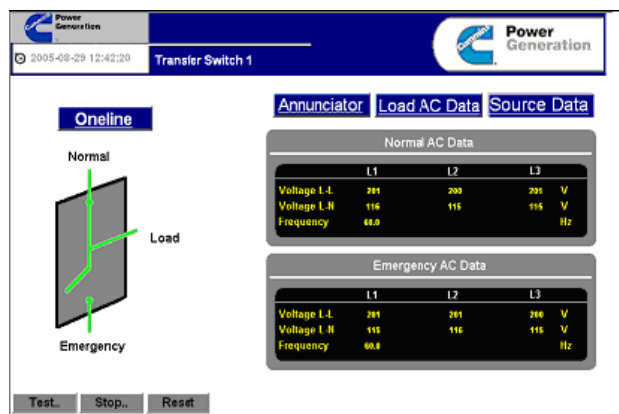 Power
Generation
2005-08-29 12:42:20
Transfer Switch 1
Cummins
Power
Generation
Oneline
Annunciator Load AC Data Source Data
Normal
Load
Emergency
Normal AC Data
L1 L2 L3
Voltage L-L 201 200 201 V
Voltage L-N 116 115 115 V
Frequency 60.0 Hz
Emergency AC Data
L1 L2 L3
Voltage L-L 201 201 200 V
Voltage L-N 115 116 115 V
Frequency 60.0 Hz
Test.. Stop.. Reset